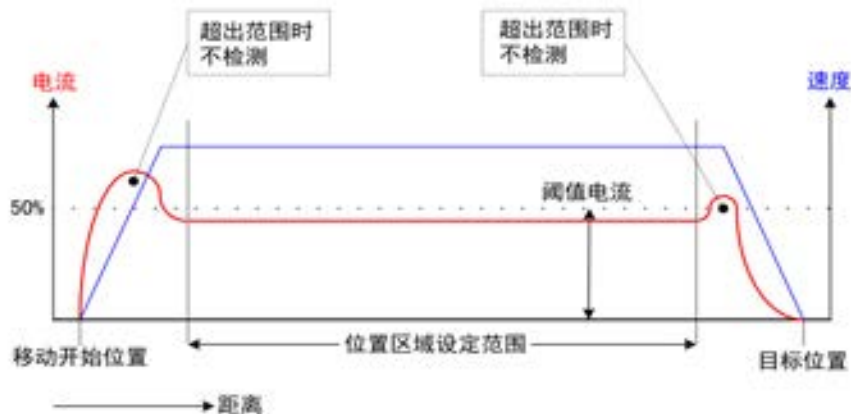 超出范围时
不检测
超出范围时
不检测
电流
速度
阈值电流
50%
位置区域设定范围
移动开始位置
目标位置
距离